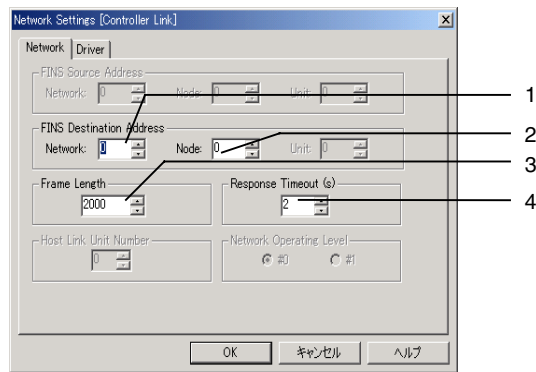 Network Settings [Controller Link]
Network Driver
FINS Source Address
Network: 0 Node: 0 Unit: 0
1
FINS Destination Address
Network: 0 Node: 0 Unit: 0
2
3
Frame Length Response Timeout (s)
2000 2
4
Host Link Unit Number Network Operating Level
0 #0 #1
OK キャンセル ヘルプ